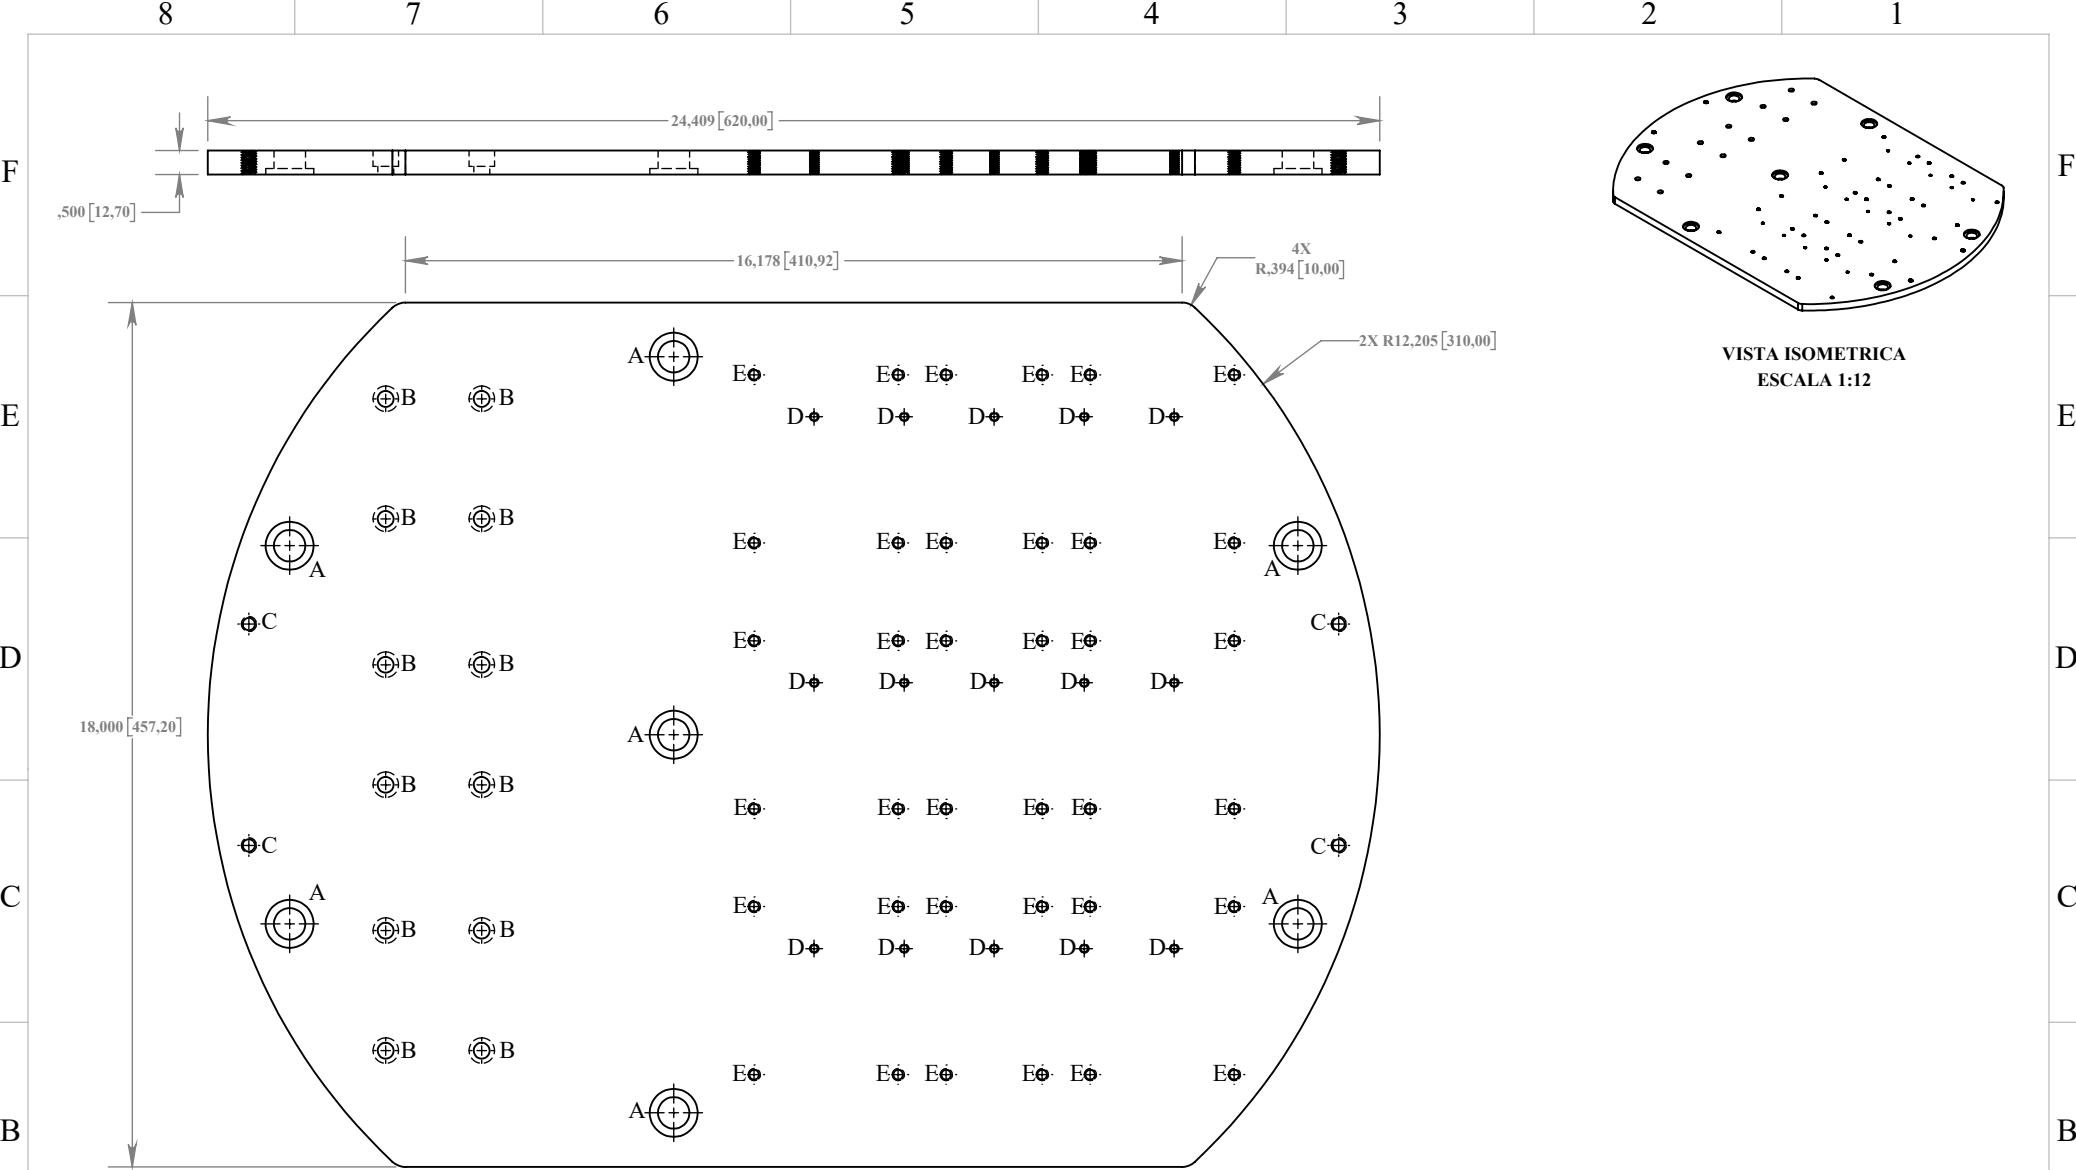 8 7 6 5 4 3 2 1
24,409[620,00]
F F
,500[12,70]
16,178[410,92]
4X
R,394[10,00]
2X R12,205[310,00]
VISTA ISOMETRICA
ESCALA 1:12
A
E E E E E E
B B
E D D D D D E
B B
E E E E E E
A A
C C
E E E E E E
D B B D
D D D D D
18,000[457,20]
A
B B
E E E E E E
C C
A A
C C
E E E E E E
B B
D D D D D
B B
E E E E E E
A
B B